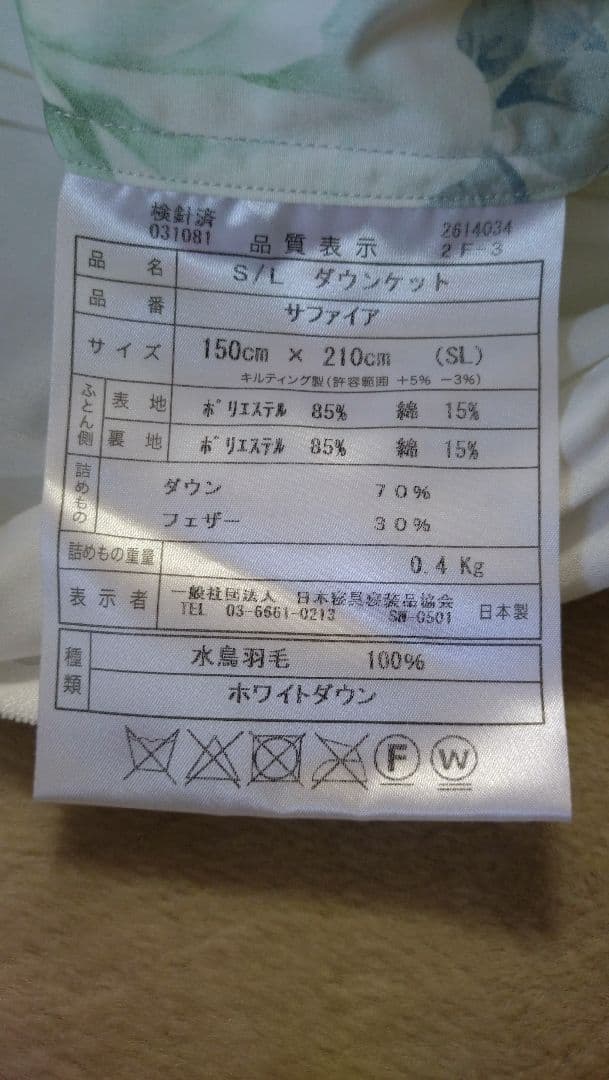 検針済
031081 品質表示 2614034
2 F-3
品名 S/L ダウンケット
品番 サファイア
サイズ 150cm × 210cm (SL)
キルティング製(許容範囲 +5% -3%)
ふとん側 表地 ポリエステル 85% 綿 15%
裏地 ポリエステル 85% 綿 15%
詰めもの ダウン 70%
フェザー 30%
詰めもの重量 0.4 Kg
表示者 一般社団法人 日本寝具寝装品協会
TEL 03-6661-0213 SN-0501 日本製
種類 水鳥羽毛 100%
ホワイトダウン
F W